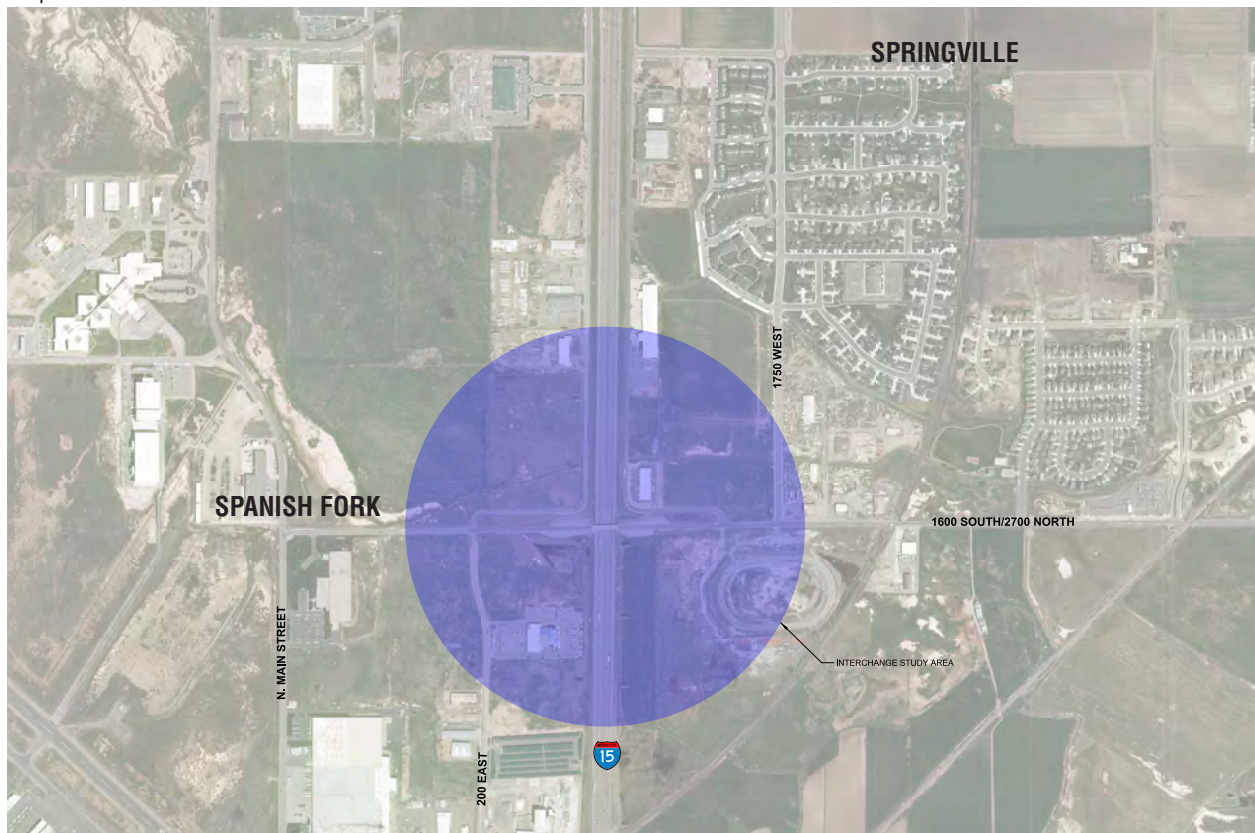 SPRINGVILLE
1750 WEST
SPANISH FORK
1600 SOUTH/2700 NORTH
N. MAIN STREET
INTERCHANGE STUDY AREA
200 EAST
15